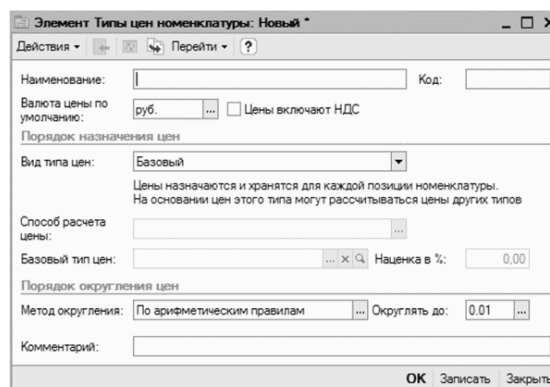 Элемент Типы цен номенклатуры: Новый *
Действия Перейти ?
Наименование: Код:
Валюта цены по умолчанию: руб. ... Цены включают НДС
Порядок назначения цен
Вид типа цен: Базовый
Цены назначаются и хранятся для каждой позиции номенклатуры.
На основании цен этого типа могут рассчитываться цены других типов
Способ расчета цены: ...
Базовый тип цен: ... x Наценка в %: 0,00
Порядок округления цен
Метод округления: По арифметическим правилам ... Округлять до: 0.01 ...
Комментарий:
OK Записать Закрыть